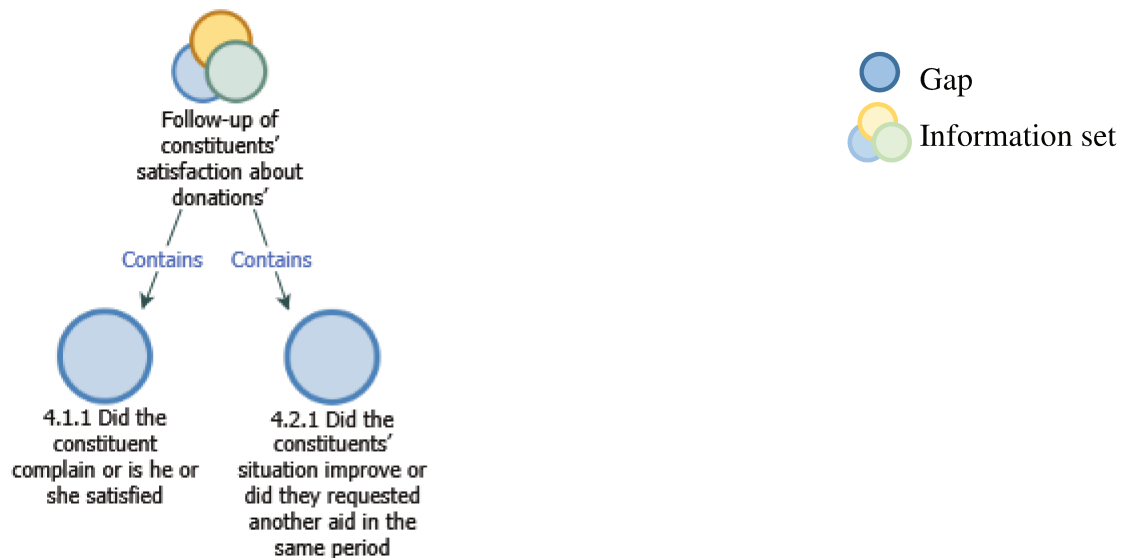 Follow-up of
constituents’
satisfaction about
donations’
Contains
Contains
4.1.1 Did the
constituent
complain or is he or
she satisfied
4.2.1 Did the
constituents’
situation improve or
did they requested
another aid in the
same period
Gap
Information set